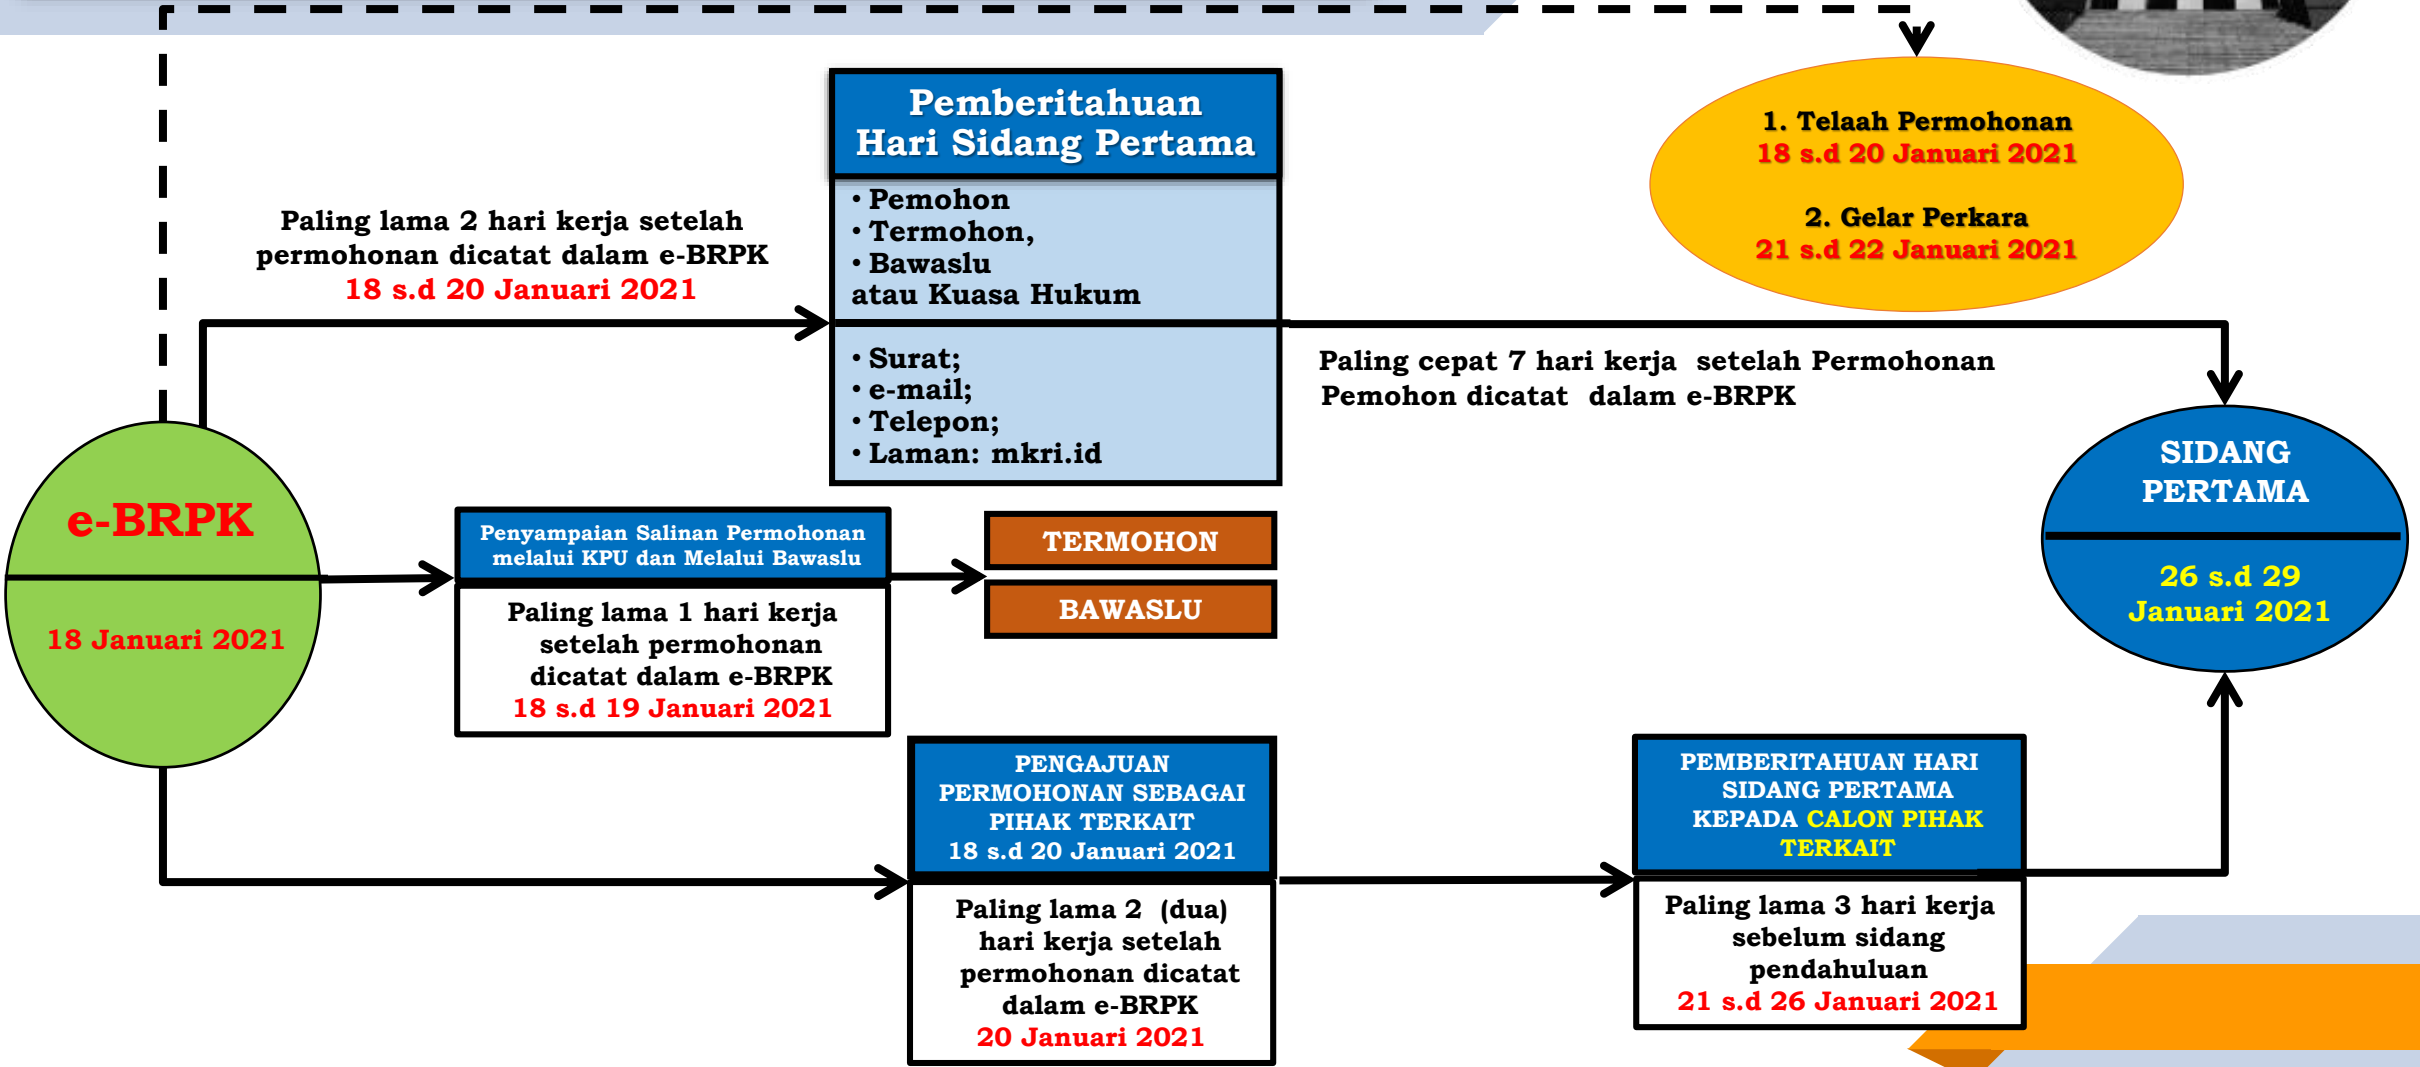 Pemberitahuan
Hari Sidang Pertama
• Pemohon
• Termohon,
• Bawaslu
atau Kuasa Hukum
• Surat;
• e-mail;
• Telepon;
• Laman: mkri.id
1. Telaah Permohonan
18 s.d 20 Januari 2021
2. Gelar Perkara
21 s.d 22 Januari 2021
Paling lama 2 hari kerja setelah
permohonan dicatat dalam e-BRPK
18 s.d 20 Januari 2021
Paling cepat 7 hari kerja setelah Permohonan
Pemohon dicatat dalam e-BRPK
e-BRPK
18 Januari 2021
Penyampaian Salinan Permohonan
melalui KPU dan Melalui Bawaslu
Paling lama 1 hari kerja
setelah permohonan
dicatat dalam e-BRPK
18 s.d 19 Januari 2021
TERMOHON
BAWASLU
SIDANG
PERTAMA
26 s.d 29
Januari 2021
PENGAJUAN
PERMOHONAN SEBAGAI
PIHAK TERKAIT
18 s.d 20 Januari 2021
Paling lama 2 (dua)
hari kerja setelah
permohonan dicatat
dalam e-BRPK
20 Januari 2021
PEMBERITAHUAN HARI
SIDANG PERTAMA
KEPADA CALON PIHAK
TERKAIT
Paling lama 3 hari kerja
sebelum sidang
pendahuluan
21 s.d 26 Januari 2021